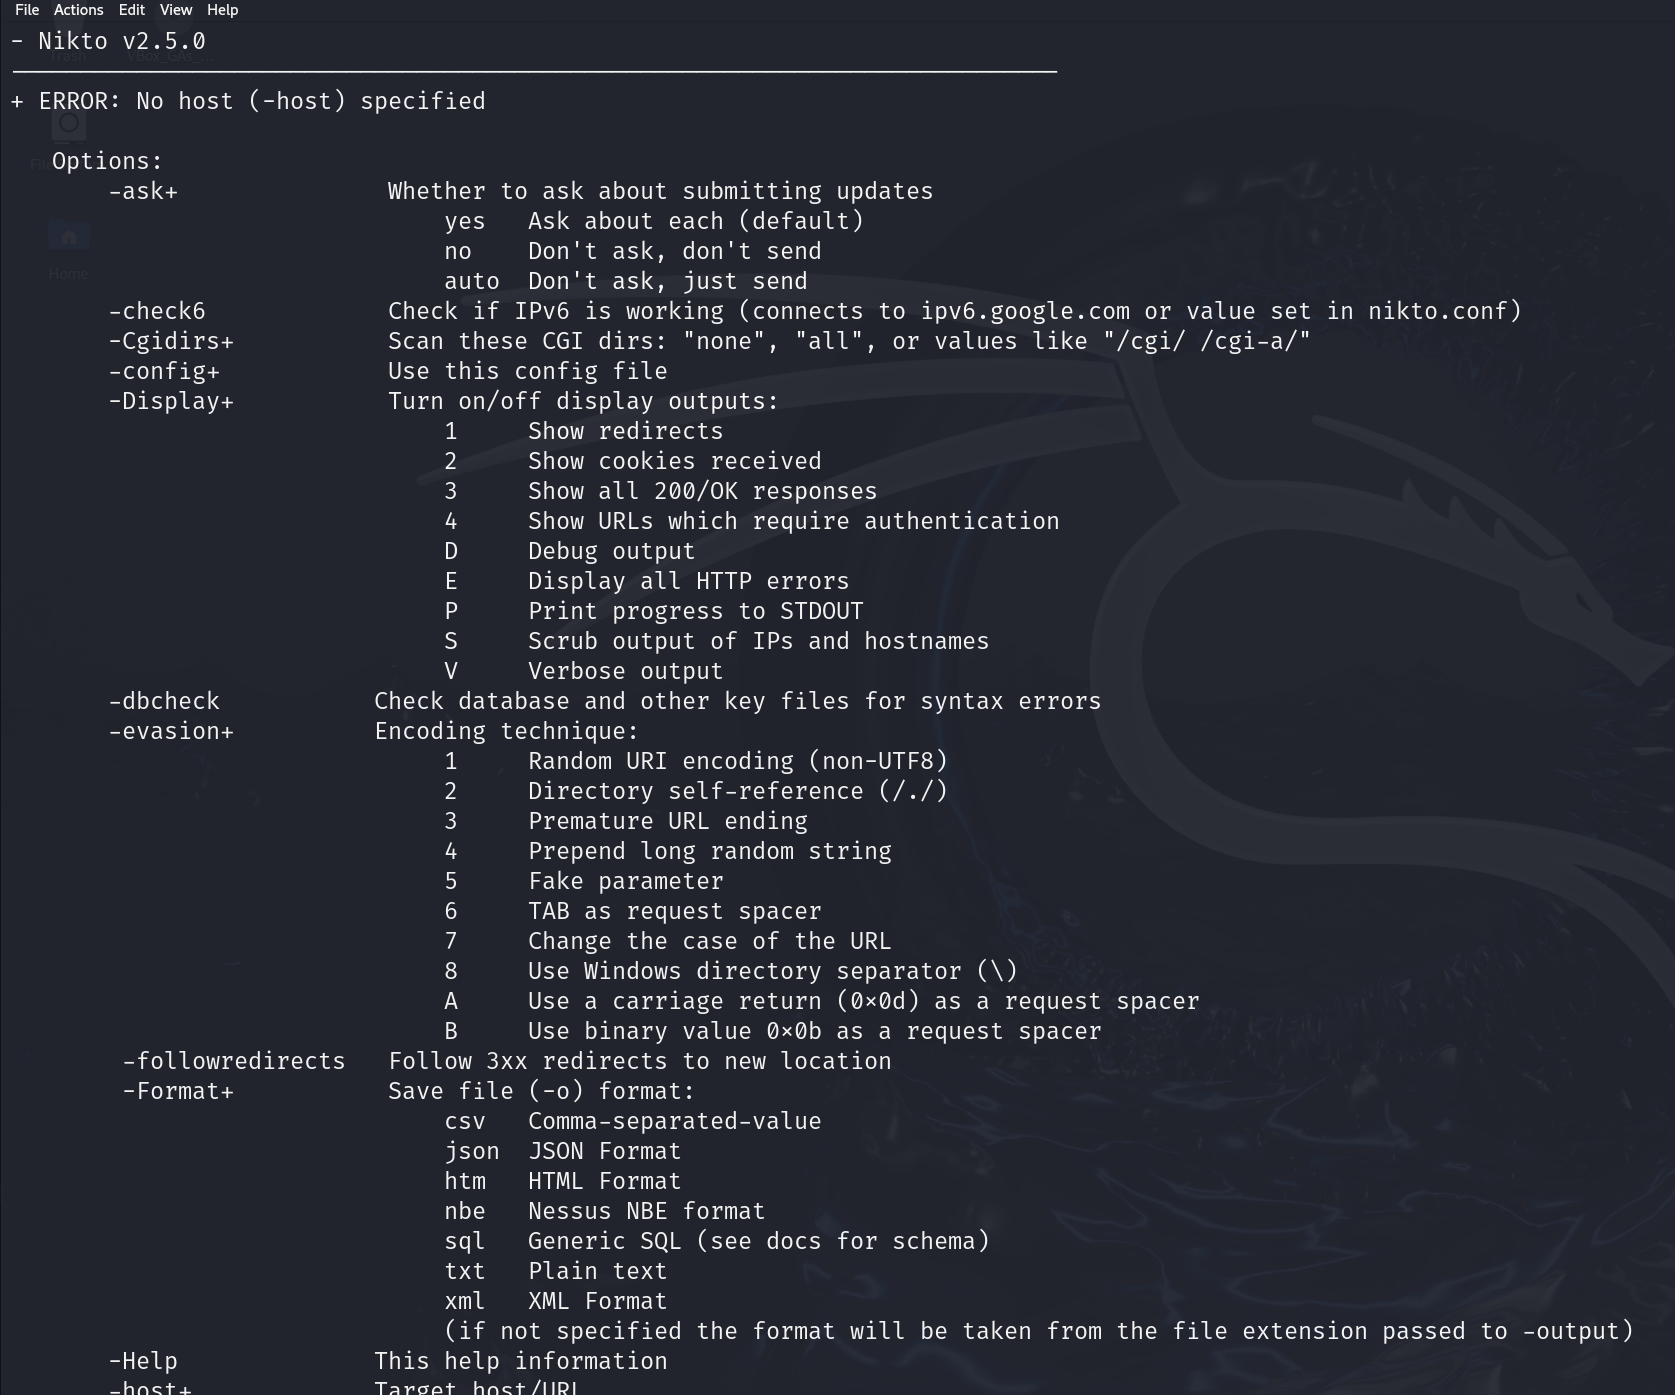 File Actions Edit View Help
- Nikto v2.5.0
+ ERROR: No host (-host) specified
Options:
-ask+ Whether to ask about submitting updates
yes Ask about each (default)
no Don't ask, don't send
auto Don't ask, just send
-check6 Check if IPv6 is working (connects to ipv6.google.com or value set in nikto.conf)
-Cgidirs+ Scan these CGI dirs: "none", "all", or values like "/cgi/ /cgi-a/"
-config+ Use this config file
-Display+ Turn on/off display outputs:
1 Show redirects
2 Show cookies received
3 Show all 200/OK responses
4 Show URLs which require authentication
D Debug output
E Display all HTTP errors
P Print progress to STDOUT
S Scrub output of IPs and hostnames
V Verbose output
-dbcheck Check database and other key files for syntax errors
-evasion+ Encoding technique:
1 Random URI encoding (non-UTF8)
2 Directory self-reference (/./)
3 Premature URL ending
4 Prepend long random string
5 Fake parameter
6 TAB as request spacer
7 Change the case of the URL
8 Use Windows directory separator (\)
A Use a carriage return (0×0d) as a request spacer
B Use binary value 0×0b as a request spacer
-followredirects Follow 3xx redirects to new location
-Format+ Save file (-o) format:
csv Comma-separated-value
json JSON Format
htm HTML Format
nbe Nessus NBE format
sql Generic SQL (see docs for schema)
txt Plain text
xml XML Format
(if not specified the format will be taken from the file extension passed to -output)
-Help This help information
-host+ Target host/URL
Trash
Home